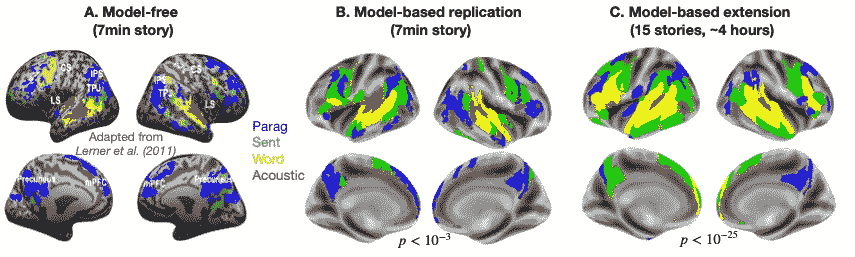 A. Model-free
(7min story)
CS
IPS
TPJ
LS
IPS
CS
TPJ
LS
Adapted from
Lerner et al. (2011)
Precuneus
mPFC
mPFC
Precuneus
Parag
Sent
Word
Acoustic
B. Model-based replication
(7min story)
p < 10⁻³
C. Model-based extension
(15 stories, ~4 hours)
p < 10⁻²⁵